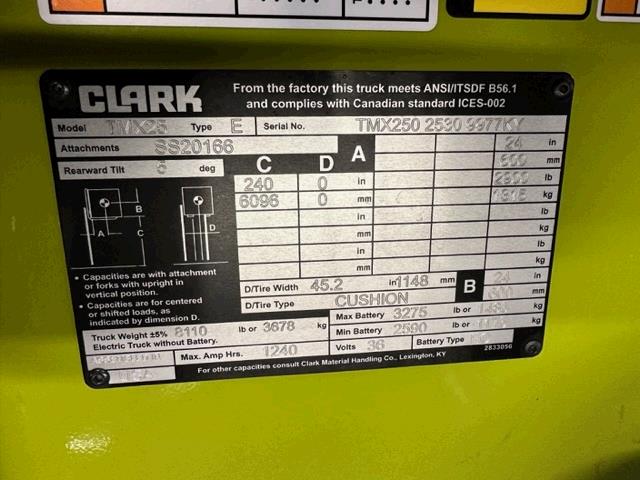 CLARK
From the factory this truck meets ANSI/ITSDF B56.1
and complies with Canadian standard ICES-002
Model TMX25 Type E Serial No. TMX250 2530 9977KY
Attachments SS20166
Rearward Tilt 5 deg
C D A 24 in
600 mm
240 0 in lb
6096 0 mm kg
in lb
mm kg
in lb
mm kg
A B C D
• Capacities are with attachment
or forks with upright in
vertical position.
• Capacities are for centered
or shifted loads, as
indicated by dimension D.
D/Tire Width 45.2 in 1148 mm B 24 in
D/Tire Type CUSHION 600 mm
Truck Weight ±5% 8110 lb or 3678 kg
Electric Truck without Battery.
Max Battery 3275 lb or kg
Min Battery 2590 lb or kg
Max. Amp Hrs. 1240 Volts 36 Battery Type
2833056
For other capacities consult Clark Material Handling Co., Lexington, KY